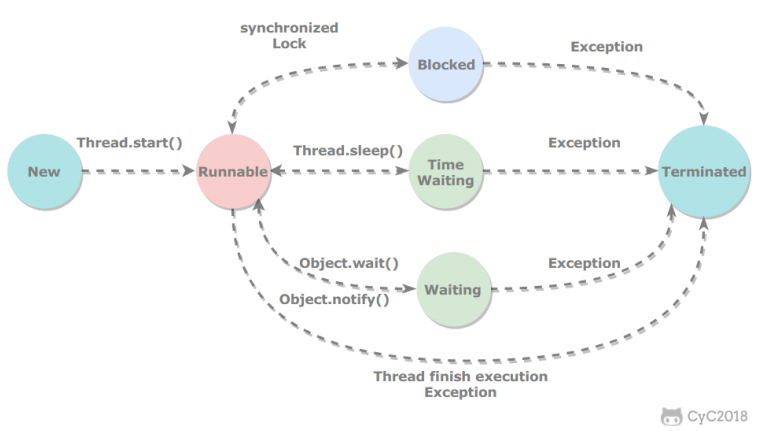 synchronized
Lock
Blocked
Exception
Thread.start()
New
Runnable
Thread.sleep()
Time
Waiting
Exception
Terminated
Object.wait()
Object.notify()
Waiting
Exception
Thread finish execution
Exception
CyC2018